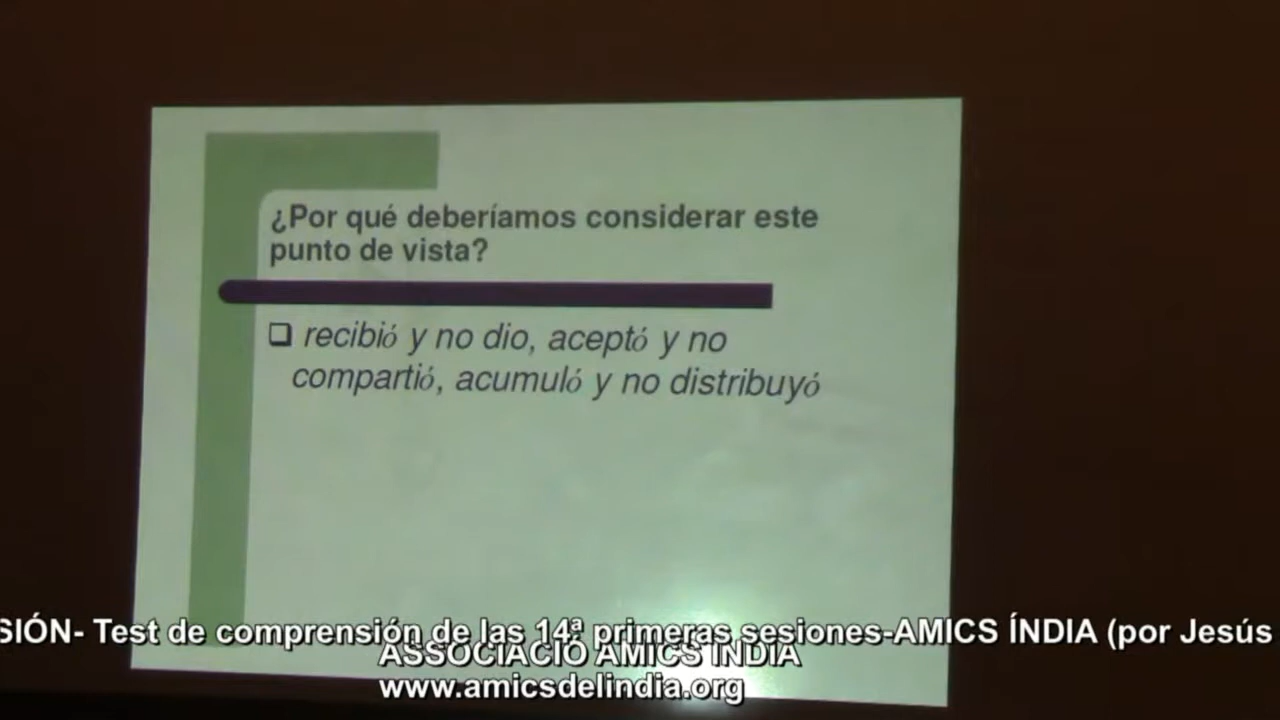 ¿Por qué deberíamos considerar este
punto de vista?
❑ recibió y no dio, aceptó y no
compartió, acumuló y no distribuyó
SIÓN- Test de comprensión de las 14ª primeras sesiones-AMICS ÍNDIA (por Jesús
ASSOCIACIÓ AMICS INDIA
www.amicsdelindia.org